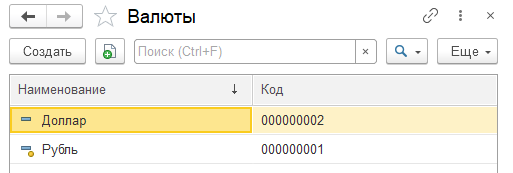 Валюты
Создать Поиск (Ctrl+F) × Еще
Наименование ↓ Код
Доллар 000000002
Рубль 000000001